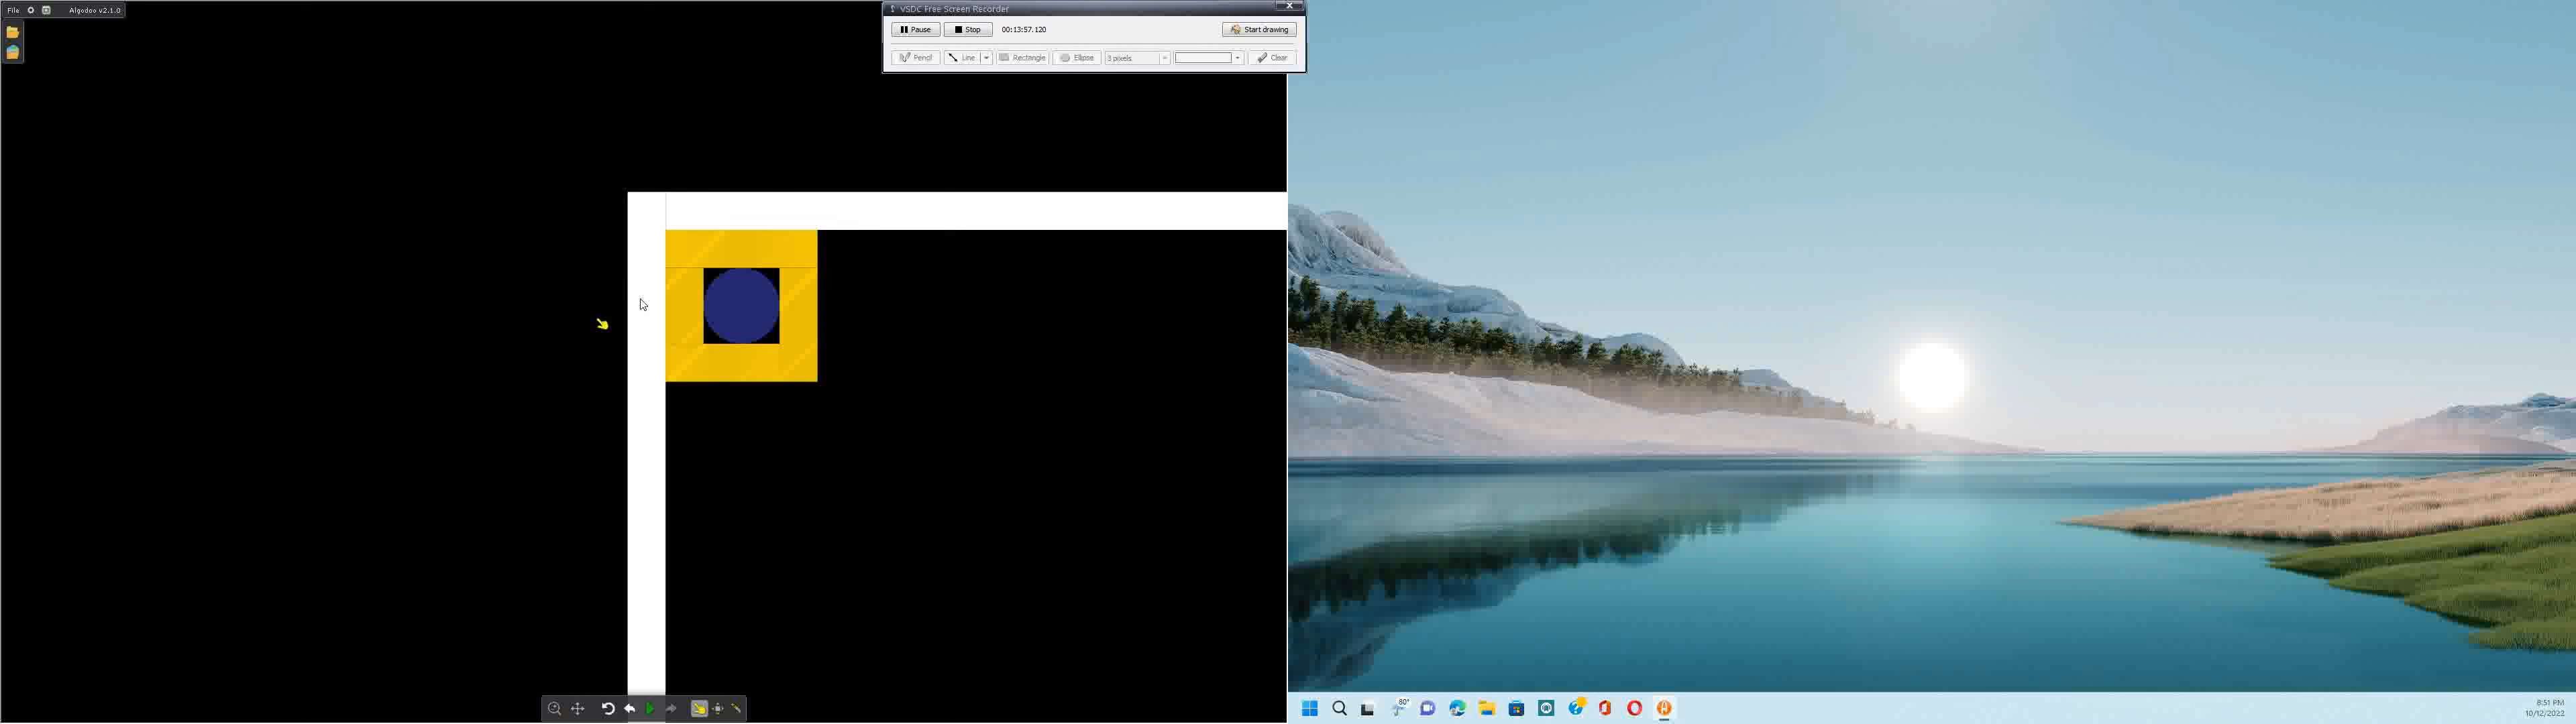 File Algodoo v2.1.0
VSDC Free Screen Recorder
Pause Stop 00:13:57.120 Start drawing
Pencil Line Rectangle Ellipse 3 pixels Clear
80°
8:51 PM
10/12/2022